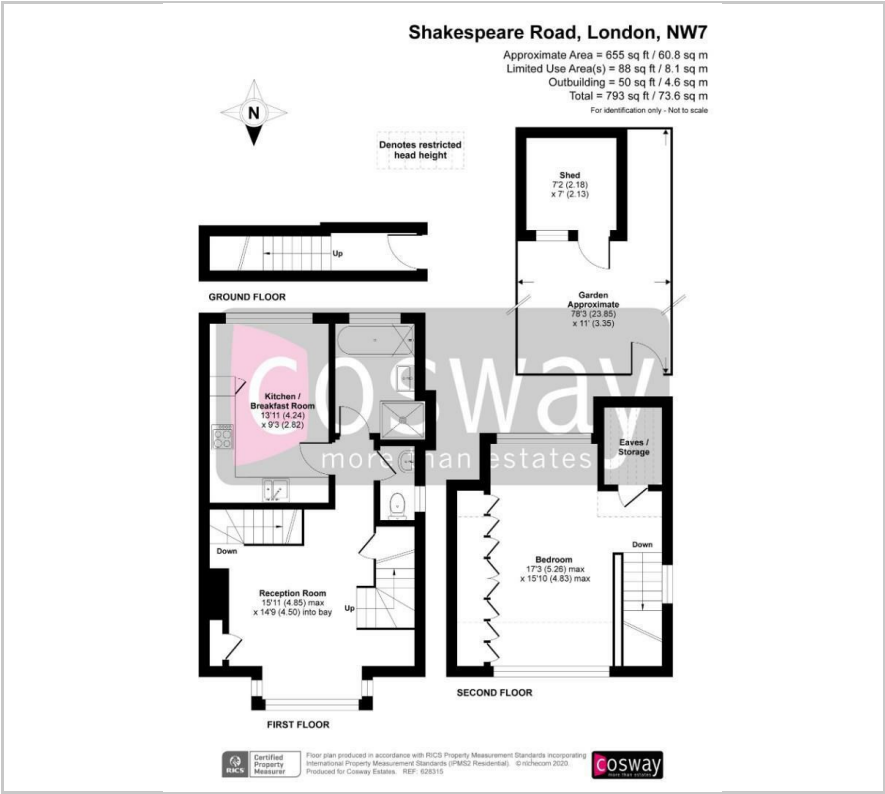 Shakespeare Road, London, NW7
Approximate Area = 655 sq ft / 60.8 sq m
Limited Use Area(s) = 88 sq ft / 8.1 sq m
Outbuilding = 50 sq ft / 4.6 sq m
Total = 793 sq ft / 73.6 sq m
For identification only - Not to scale
N
Denotes restricted
head height
Shed
7'2 (2.18)
x 7' (2.13)
Up
GROUND FLOOR
Garden
Approximate
78'3 (23.85)
x 11' (3.35)
cosway
more than estates
Kitchen /
Breakfast Room
13'11 (4.24)
x 9'3 (2.82)
Eaves /
Storage
Down
Reception Room
15'11 (4.85) max
x 14'9 (4.50) into bay
Up
Bedroom
17'3 (5.26) max
x 15'10 (4.83) max
Down
SECOND FLOOR
FIRST FLOOR
RICS
Certified
Property
Measurer
Floor plan produced in accordance with RICS Property Measurement Standards incorporating
International Property Measurement Standards (IPMS2 Residential). © nichecom 2020.
Produced for Cosway Estates. REF: 628315
cosway
more than estates